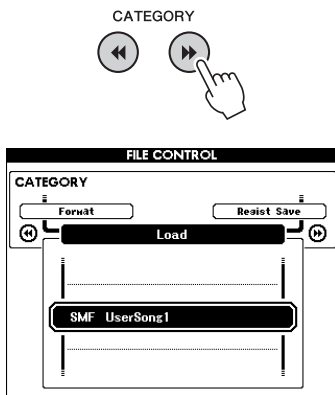 CATEGORY
FILE CONTROL
CATEGORY
Format
Regist Save
Load
SMF UserSong1